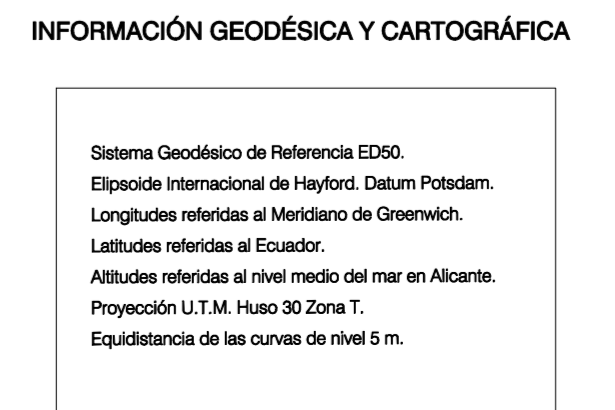 INFORMACIÓN GEODÉSICA Y CARTOGRÁFICA
Sistema Geodésico de Referencia ED50.
Elipsoide Internacional de Hayford. Datum Potsdam.
Longitudes referidas al Meridiano de Greenwich.
Latitudes referidas al Ecuador.
Altitudes referidas al nivel medio del mar en Alicante.
Proyección U.T.M. Huso 30 Zona T.
Equidistancia de las curvas de nivel 5 m.